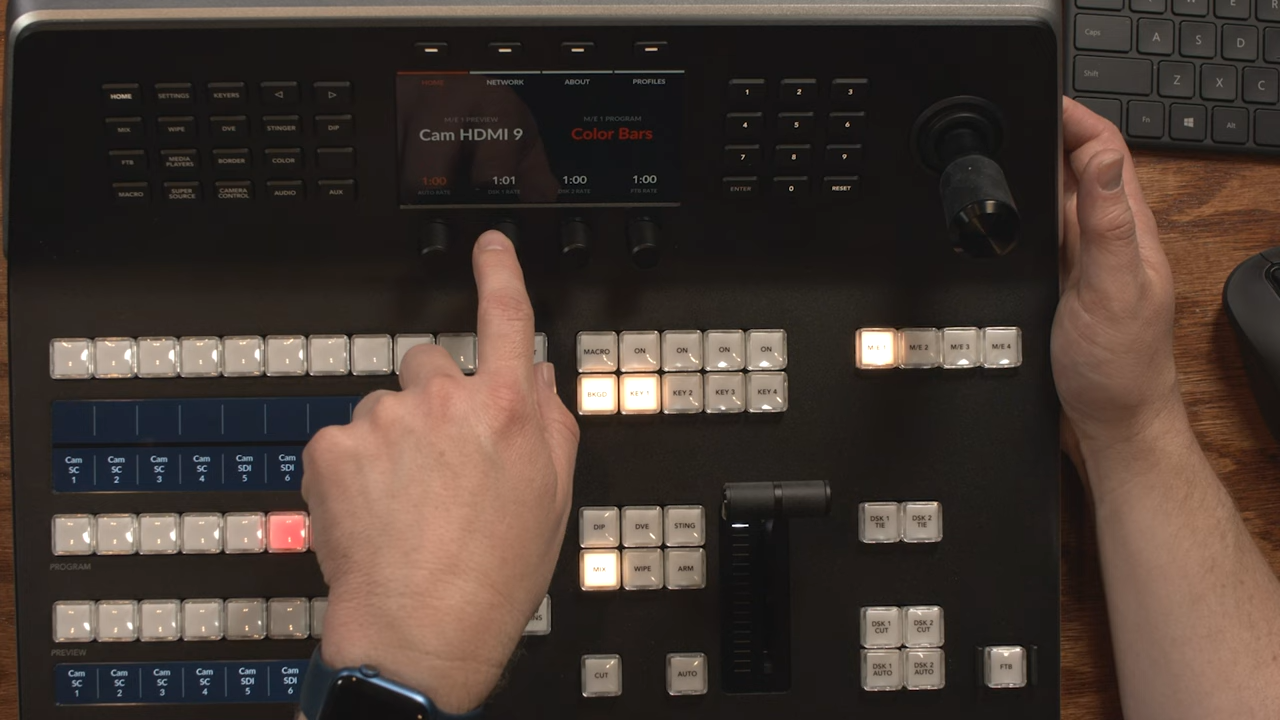 HOME SETTINGS KEYERS
MIX WIPE DVE STINGER DIP
FTB MEDIA PLAYERS BORDER COLOR
MACRO SUPER SOURCE CAMERA CONTROL AUDIO AUX
HOME NETWORK ABOUT PROFILES
M/E 1 PREVIEW M/E 1 PROGRAM
Cam HDMI 9 Color Bars
1:00 1:01 1:00 1:00
DSK 1 RATE DSK 2 RATE FTB RATE
1 2 3
4 5 6
7 8 9
ENTER 0 RESET
MACRO ON ON ON ON
BKGD KEY 1 KEY 2 KEY 3 KEY 4
M/E 1 M/E 2 M/E 3 M/E 4
Cam SC 1 Cam SC 2 Cam SC 3 Cam SC 4 Cam SDI 5 Cam SDI 6
PROGRAM
DIP DVE STING
MIX WIPE ARM
DSK 1 TIE DSK 2 TIE
PREVIEW
Cam SC 1 Cam SC 2 Cam SC 3 Cam SC 4 Cam SDI 5 Cam SDI 6
CUT AUTO
DSK 1 CUT DSK 2 CUT
DSK 1 AUTO DSK 2 AUTO
FTB
Caps A S D
Shift Z X C
Fn Alt